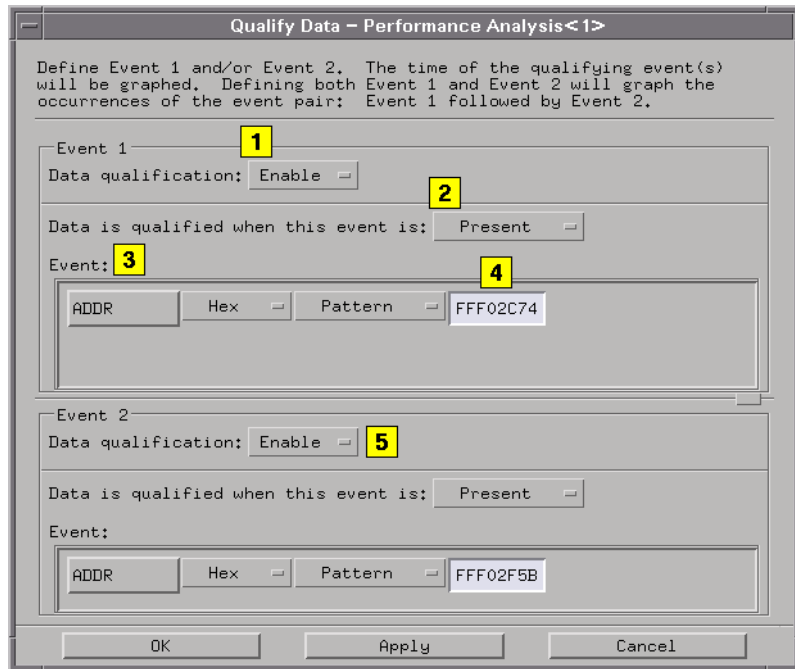 Qualify Data – Performance Analysis<1>
Define Event 1 and/or Event 2. The time of the qualifying event(s)
will be graphed. Defining both Event 1 and Event 2 will graph the
occurrences of the event pair: Event 1 followed by Event 2.
Event 1
1
Data qualification: Enable
2
Data is qualified when this event is: Present
Event: 3
4
ADDR Hex Pattern FFF02C74
Event 2
Data qualification: Enable 5
Data is qualified when this event is: Present
Event:
ADDR Hex Pattern FFF02F5B
OK Apply Cancel